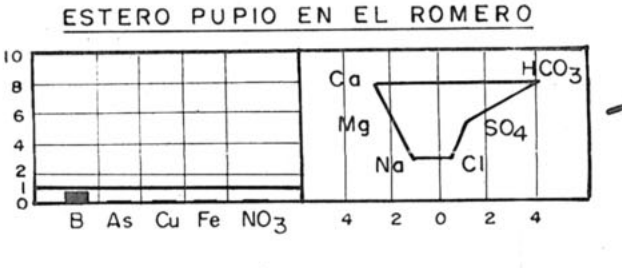 ESTERO PUPIO EN EL ROMERO
10
8
6
4
2
1
0
B As Cu Fe NO3
Ca HCO3
Mg SO4
Na Cl
4 2 0 2 4